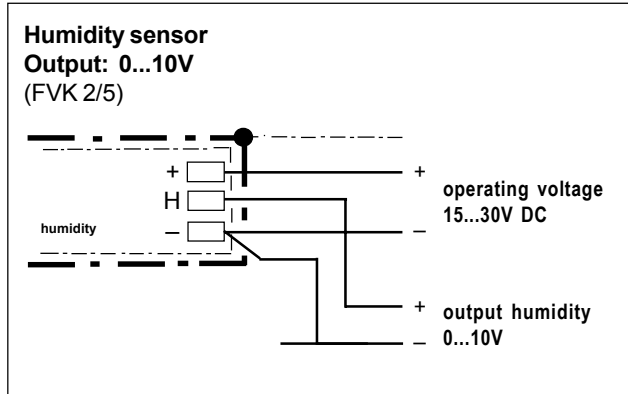 Humidity sensor
Output: 0...10V
(FVK 2/5)
+ +
operating voltage
H
15...30V DC
humidity
– –
+ output humidity
– 0...10V